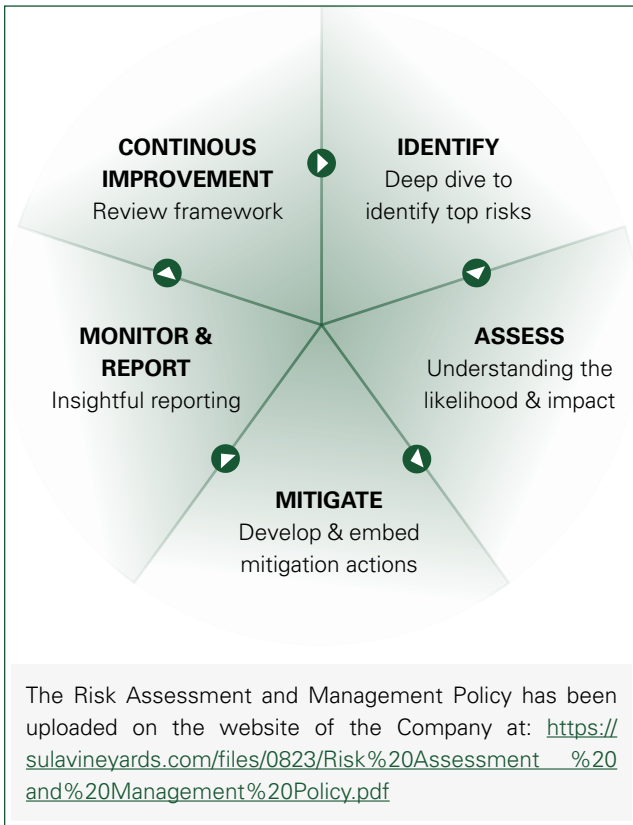 CONTINOUS
IMPROVEMENT
Review framework
IDENTIFY
Deep dive to
identify top risks
ASSESS
Understanding the
likelihood & impact
MITIGATE
Develop & embed
mitigation actions
MONITOR &
REPORT
Insightful reporting
The Risk Assessment and Management Policy has been
uploaded on the website of the Company at: https://
sulavineyards.com/files/0823/Risk%20Assessment %20
and%20Management%20Policy.pdf